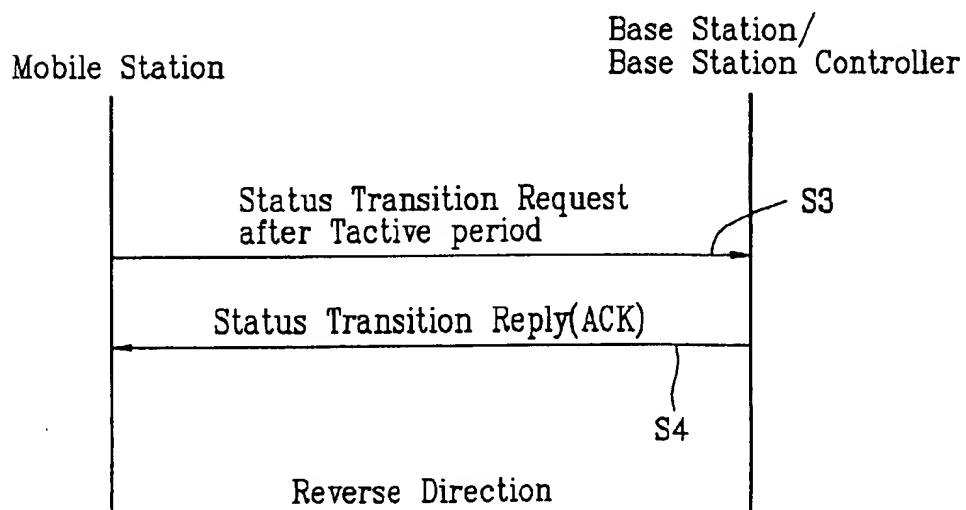 Base Station/
Mobile Station
Base Station Controller
Status Transition Request
after Tactive period
S3
Status Transition Reply(ACK)
S4
Reverse Direction